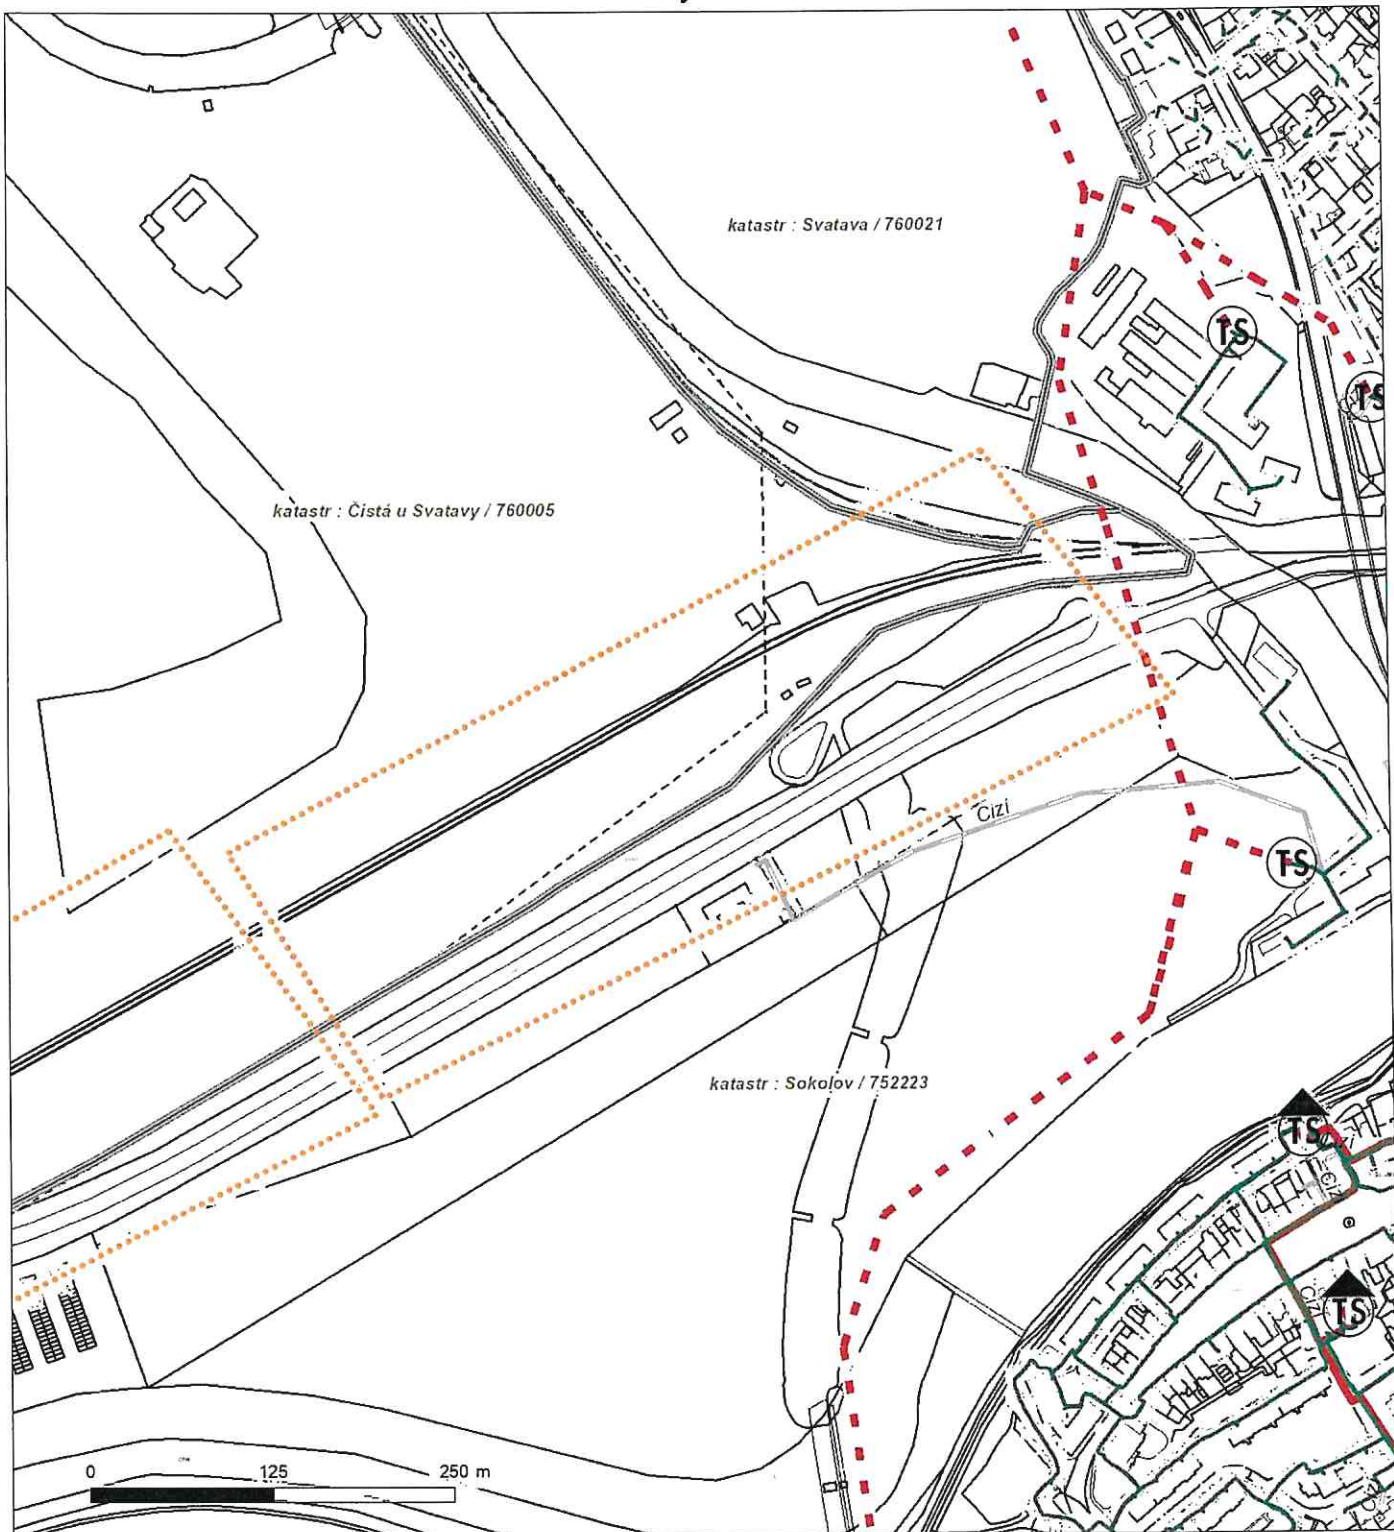 katastr : Svatava / 760021
TS
TS
katastr : Čistá u Svatavy / 760005
Cizí
TS
katastr : Sokolov / 752223
TS
Cizí
Cizí
TS
Cizí
0 125 250 m